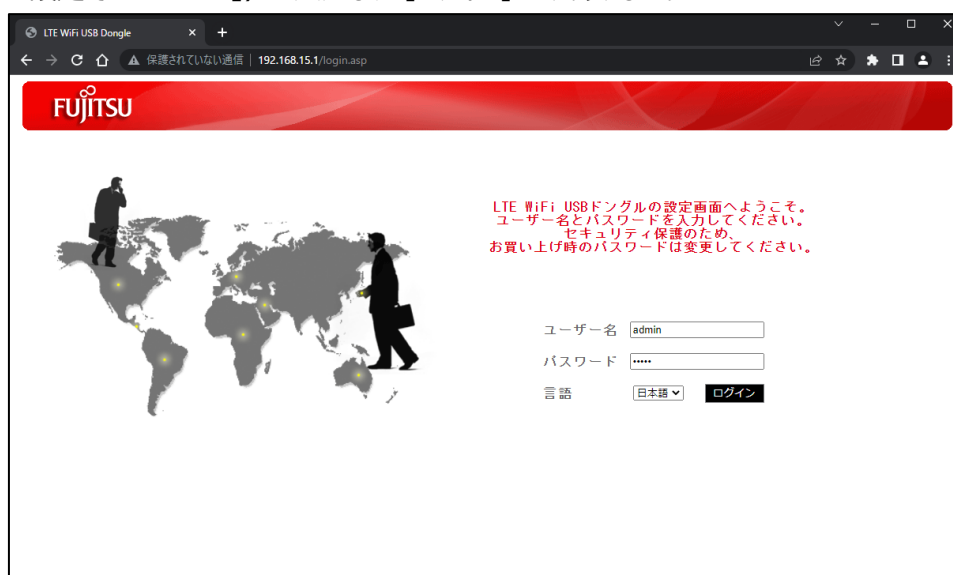 LTE WiFi USB Dongle
保護されていない通信 | 192.168.15.1/login.asp
FUJITSU
LTE WiFi USBドングルの設定画面へようこそ。
ユーザー名とパスワードを入力してください。
セキュリティ保護のため、
お買い上げ時のパスワードは変更してください。
ユーザー名 admin
パスワード •••••
言語 日本語 ログイン